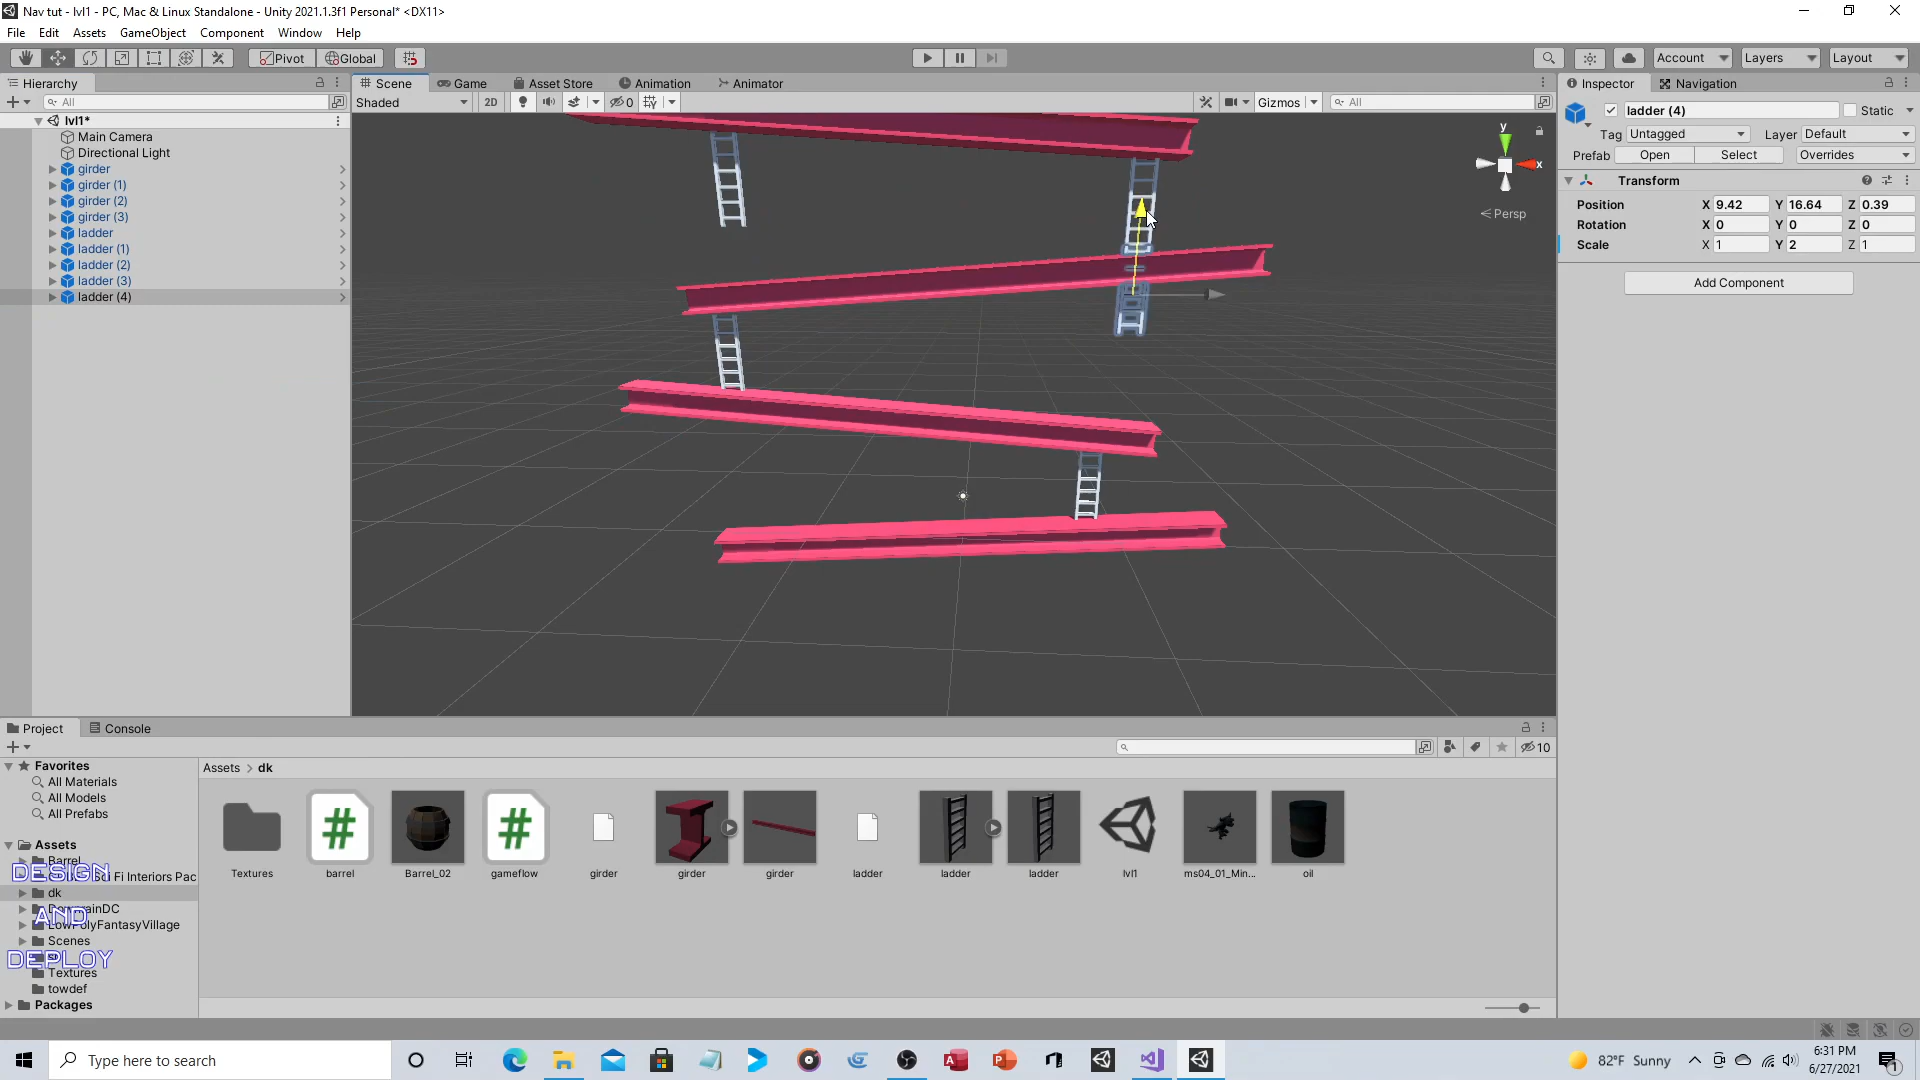 Nav tut - lvl1 - PC, Mac & Linux Standalone - Unity 2021.1.3f1 Personal* <DX11>
File Edit Assets GameObject Component Window Help
Pivot Global Account Layers Layout
Hierarchy
All
lvl1*
Main Camera
Directional Light
girder
girder (1)
girder (2)
girder (3)
ladder
ladder (1)
ladder (2)
ladder (3)
ladder (4)
Scene Game Asset Store Animation Animator
Shaded 2D 0 Gizmos All
y
x
Persp
Inspector Navigation
ladder (4) Static
Tag Untagged Layer Default
Prefab Open Select Overrides
Transform
Position X 9.42 Y 16.64 Z 0.39
Rotation X 0 Y 0 Z 0
Scale X 1 Y 2 Z 1
Add Component
Project Console
10
Favorites
All Materials
All Models
All Prefabs
Assets
Barrel
Sci Fi Interiors Pac
dk
LowPolyFantasyVillage
Scenes
Textures
towdef
Packages
DESIGN
AND
DEPLOY
Assets > dk
Textures barrel Barrel_02 gameflow girder girder girder ladder ladder ladder lvl1 ms04_01_Min... oil
Type here to search
82°F Sunny
6:31 PM
6/27/2021
1